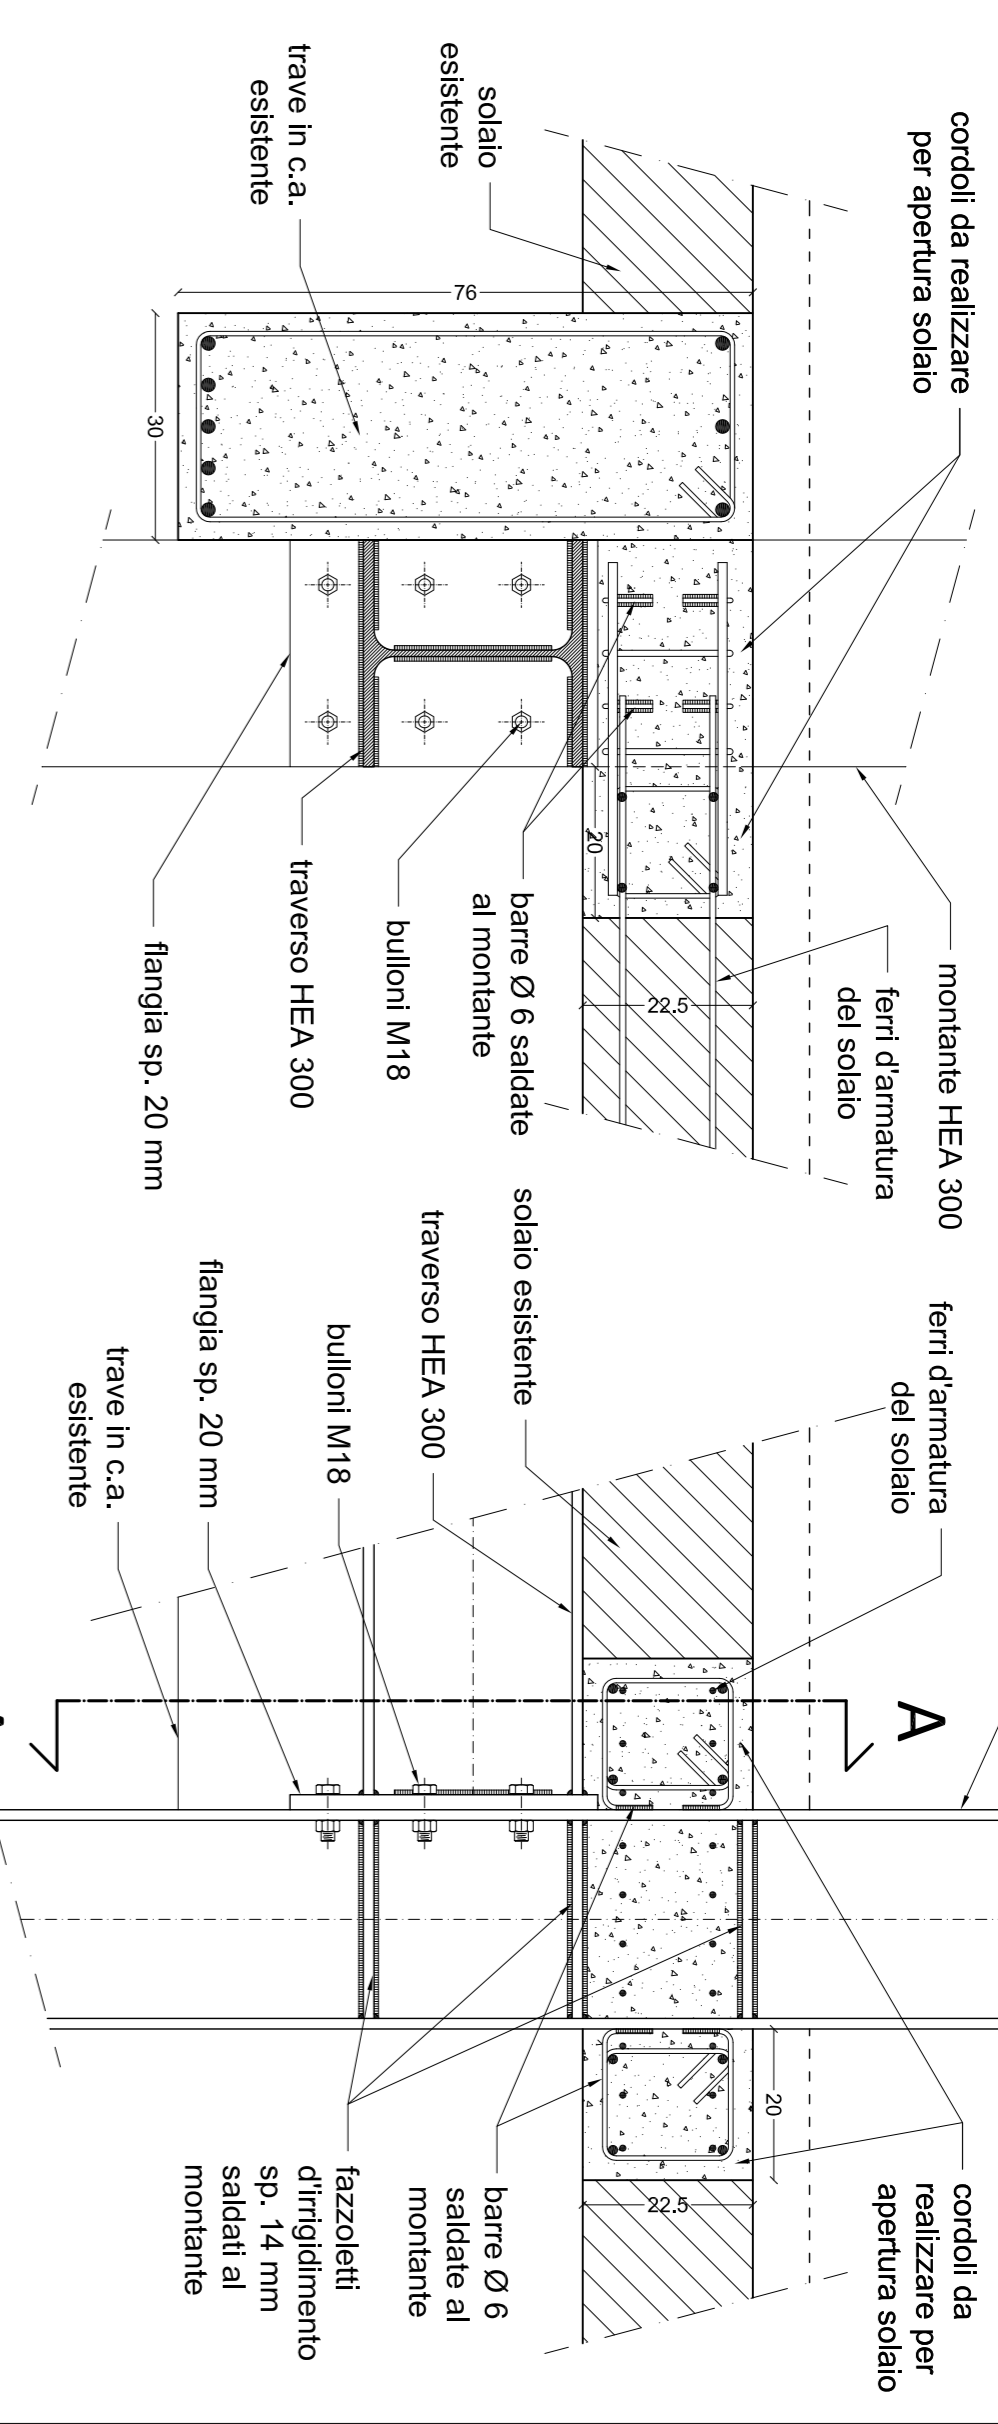 cordoli da realizzare
per apertura solaio
solaio
esistente
trave in c.a.
esistente
76
30
20
22.5
montante HEA 300
ferri d'armatura
del solaio
barre Ø 6 saldate
al montante
bulloni M18
traverso HEA 300
flangia sp. 20 mm
ferri d'armatura
del solaio
solaio esistente
traverso HEA 300
bulloni M18
flangia sp. 20 mm
trave in c.a.
esistente
A
20
22.5
cordoli da
realizzare per
apertura solaio
barre Ø 6
saldate al
montante
fazzoletti
d'irrigidimento
sp. 14 mm
saldati al
montante